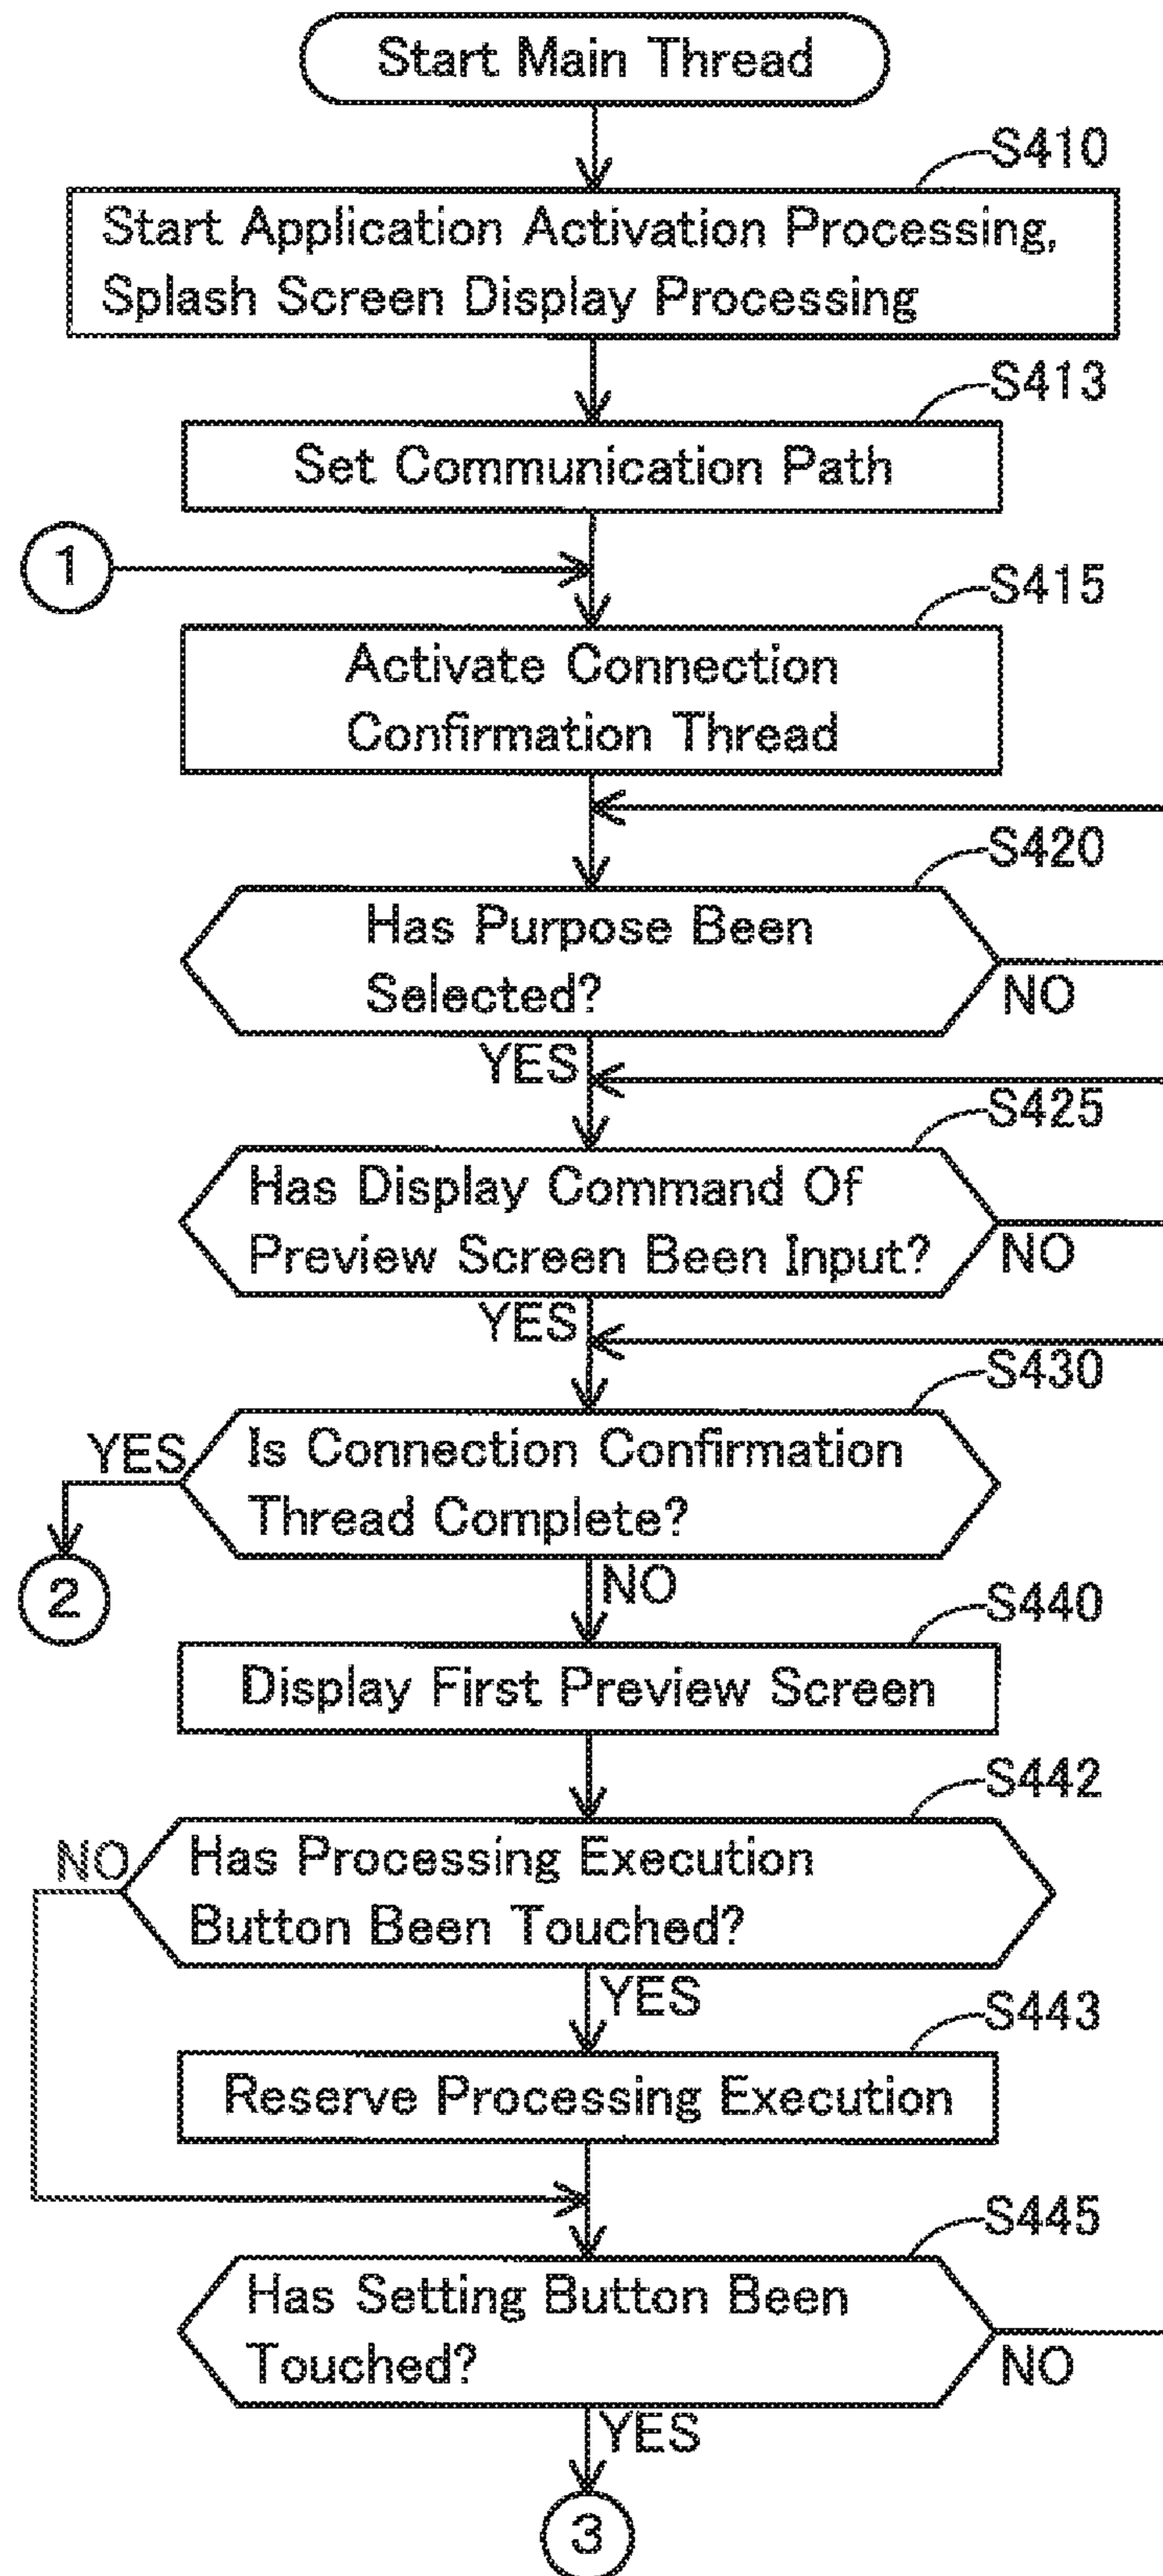 Start Main Thread
S410
Start Application Activation Processing,
Splash Screen Display Processing
S413
Set Communication Path
1
S415
Activate Connection
Confirmation Thread
S420
Has Purpose Been
Selected?
NO
YES
S425
Has Display Command Of
Preview Screen Been Input?
NO
YES
S430
YES
Is Connection Confirmation
Thread Complete?
2
NO
S440
Display First Preview Screen
S442
NO
Has Processing Execution
Button Been Touched?
YES
S443
Reserve Processing Execution
S445
Has Setting Button Been
Touched?
NO
YES
3